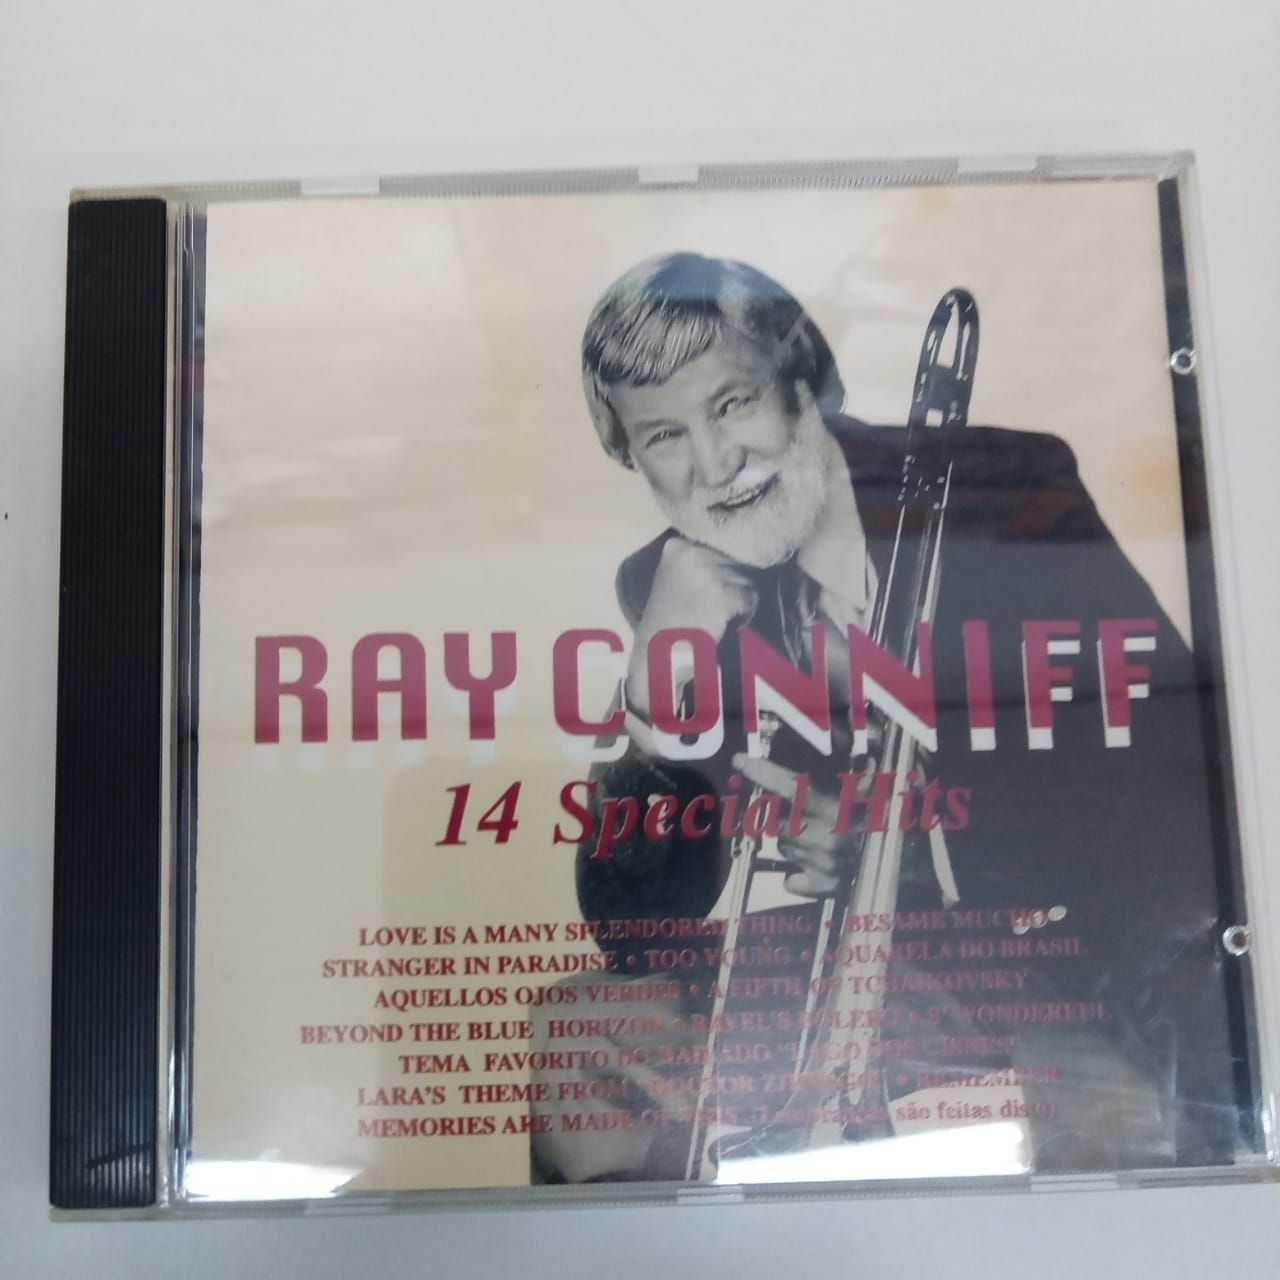 RAY CONNIFF
14 Special Hits
LOVE IS A MANY SPLENDORED THING • BESAME MUCHO
STRANGER IN PARADISE • TOO YOUNG • AQUARELA DO BRASIL
AQUELLOS OJOS VERDES • A FIFTH OF TCHAIKOVSKY
BEYOND THE BLUE HORIZON • RAVEL'S BOLERO • S' WONDERFUL
TEMA FAVORITO DO BAILADO "LAGO DOS CISNES"
LARA'S THEME FROM "DOCTOR ZHIVAGO" • REMEMBER
MEMORIES ARE MADE OF THIS (Lembranças são feitas disto)